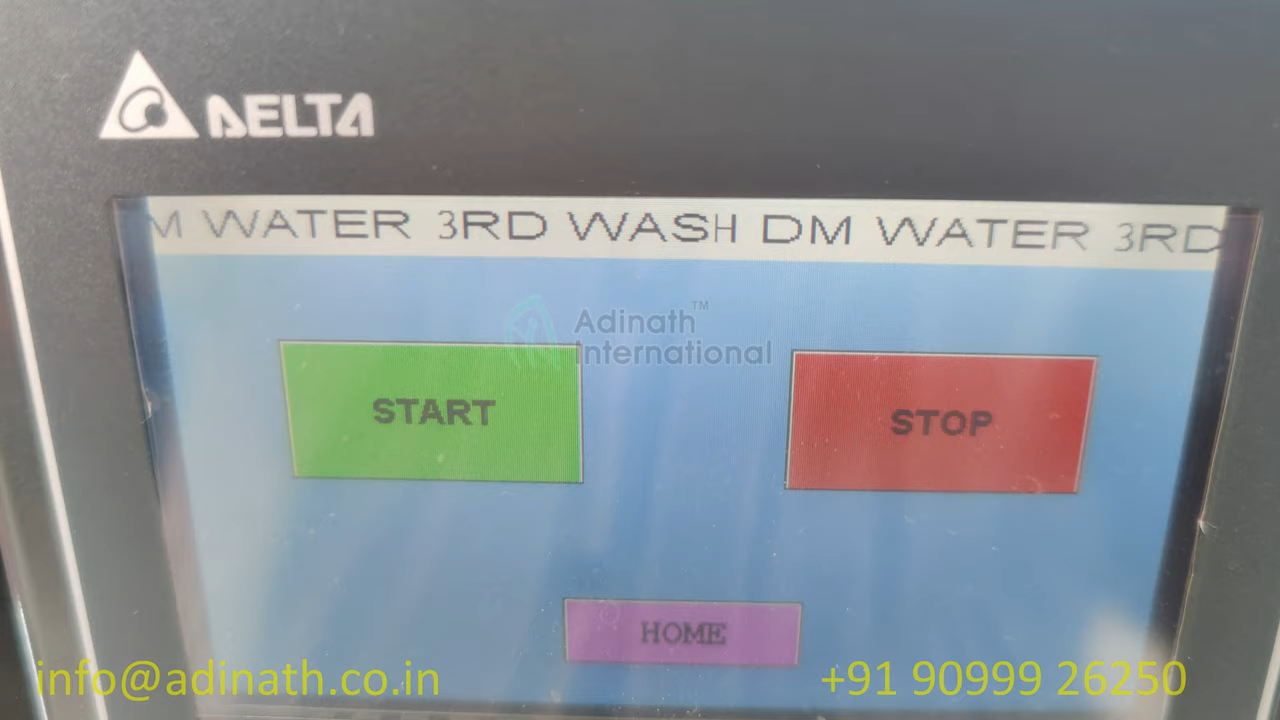 DELTA
M WATER 3RD WASH DM WATER 3RD
Adinath™
International
START
STOP
HOME
info@adinath.co.in
+91 90999 26250